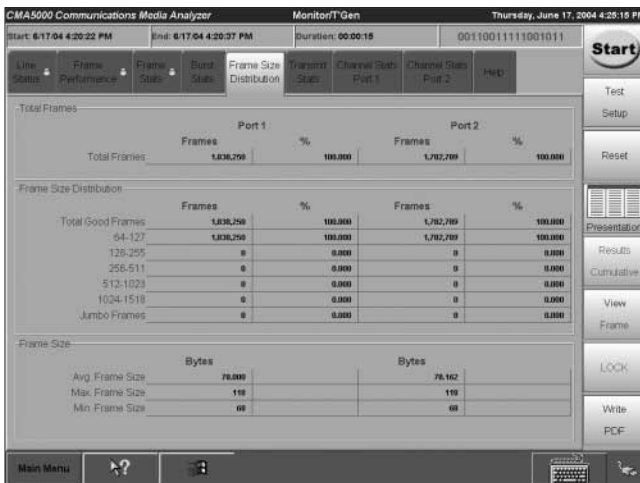 CMA5000 Communications Media Analyzer Monitor/T'Gen Thursday, June 17, 2004 4:25:15 PM
Start: 6/17/04 4:20:22 PM End: 6/17/04 4:20:37 PM Duration: 00:00:15 00110011111001011
Start
Line Status Frame Performance Frame Stats Burst Stats Frame Size Distribution Transmit Stats Channel Stats Port 1 Channel Stats Port 2 Help
Test Setup
Total Frames
Port 1 Port 2
Frames % Frames %
Total Frames 1,838,250 100.000 1,702,709 100.000
Reset
Frame Size Distribution
Frames % Frames %
Total Good Frames 1,838,250 100.000 1,702,709 100.000
64-127 1,838,250 100.000 1,702,709 100.000
128-255 0 0.000 0 0.000
256-511 0 0.000 0 0.000
512-1023 0 0.000 0 0.000
1024-1518 0 0.000 0 0.000
Jumbo Frames 0 0.000 0 0.000
Presentation
Results Cumulative
View Frame
Frame Size
Bytes Bytes
Avg. Frame Size 78.162
Max. Frame Size 110 110
Min. Frame Size 60 60
LOCK
Write PDF
Main Menu